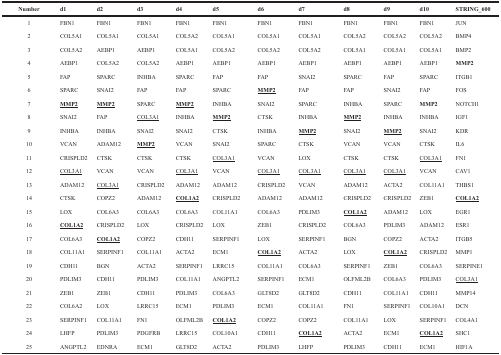 Number d1 d2 d3 d4 d5 d6 d7 d8 d9 d10 STRING_600
1 FBN1 FBN1 FBN1 FBN1 FBN1 FBN1 FBN1 FBN1 FBN1 FBN1 JUN
2 COL5A1 COL5A1 COL5A1 COL5A2 COL5A1 COL5A1 COL5A1 COL5A2 COL5A2 COL5A2 BMP4
3 COL5A2 AEBP1 AEBP1 COL5A1 COL5A2 COL5A2 COL5A2 COL5A1 COL5A1 COL5A1 BMP2
4 AEBP1 COL5A2 COL5A2 AEBP1 AEBP1 AEBP1 AEBP1 AEBP1 AEBP1 AEBP1 MMP2
5 FAP SPARC INHBA SPARC FAP FAP SNAI2 SPARC FAP SPARC ITGB1
6 SPARC SNAI2 FAP FAP SPARC MMP2 FAP FAP SNAI2 FAP FOS
7 MMP2 MMP2 SPARC MMP2 INHBA SNAI2 SPARC INHBA SPARC MMP2 NOTCH1
8 SNAI2 FAP COL3A1 INHBA MMP2 CTSK INHBA MMP2 INHBA INHBA IGF1
9 INHBA INHBA SNAI2 SNAI2 CTSK INHBA MMP2 SNAI2 MMP2 SNAI2 KDR
10 VCAN ADAM12 MMP2 VCAN SNAI2 SPARC CTSK VCAN VCAN CTSK IL6
11 CRISPLD2 CTSK CTSK CTSK COL3A1 VCAN LOX CTSK CTSK COL3A1 FN1
12 COL3A1 VCAN VCAN COL3A1 VCAN COL3A1 COL3A1 COL3A1 COL3A1 VCAN CAV1
13 ADAM12 COL3A1 CRISPLD2 ADAM12 ADAM12 CRISPLD2 VCAN ADAM12 ACTA2 COL11A1 THBS1
14 CTSK COPZ2 ADAM12 COL1A2 CRISPLD2 ADAM12 ADAM12 CRISPLD2 CRISPLD2 ZEB1 COL1A2
15 LOX COL6A3 COL6A3 COL6A3 COL11A1 COL6A3 PDLIM3 COL1A2 ADAM12 LOX EGR1
16 COL1A2 CRISPLD2 LOX CRISPLD2 LOX ZEB1 CRISPLD2 COL6A3 PDLIM3 ADAM12 ESR1
17 COL6A3 COL1A2 COPZ2 CDH11 SERPINF1 LOX SERPINF1 BGN COPZ2 ACTA2 ITGB5
18 COL11A1 SERPINF1 COL11A1 ACTA2 ECM1 COL1A2 ACTA2 LOX COL1A2 CRISPLD2 MMP1
19 CDH11 BGN ACTA2 SERPINF1 LRRC15 COL11A1 COL6A3 SERPINF1 ZEB1 COL6A3 SERPINE1
20 PDLIM3 CDH11 PDLIM3 COL11A1 ANGPTL2 SERPINF1 ECM1 OLFML2B COL6A3 PDLIM3 COL3A1
21 ZEB1 ZEB1 CDH11 PDLIM3 COL6A3 GLT8D2 GLT8D2 CDH11 COL11A1 CDH11 MMP14
22 COL6A2 LOX LRRC15 ECM1 PDLIM3 ECM1 COL11A1 FN1 SERPINF1 COL10A1 DCN
23 SERPINF1 COL11A1 FN1 OLFML2B COL1A2 COPZ2 COPZ2 COL11A1 LOX SERPINF1 COL4A1
24 LHFP PDLIM3 PDGFRB LRRC15 COL10A1 CDH11 COL1A2 ACTA2 ECM1 COL1A2 SHC1
25 ANGPTL2 EDNRA ECM1 GLT8D2 ACTA2 PDLIM3 LHFP PDLIM3 CDH11 ECM1 HIF1A